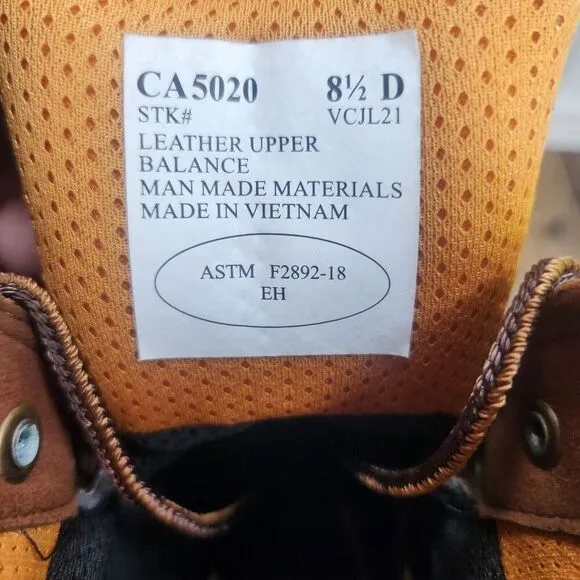 CA5020 8½ D
STK# VCJL21
LEATHER UPPER
BALANCE
MAN MADE MATERIALS
MADE IN VIETNAM
ASTM F2892-18
EH